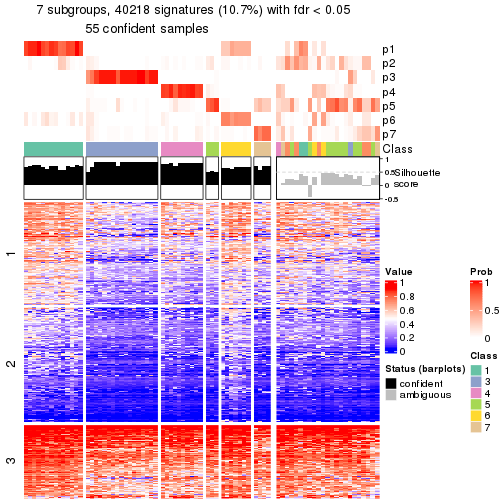 7 subgroups, 40218 signatures (10.7%) with fdr < 0.05
55 confident samples
p1
p2
p3
p4
p5
p6
p7
Class
1
0.5
0
-0.5
Silhouette
score
1
2
3
Value
1
0.8
0.6
0.4
0.2
0
Prob
1
0.5
0
Status (barplots)
confident
ambiguous
Class
1
3
4
5
6
7